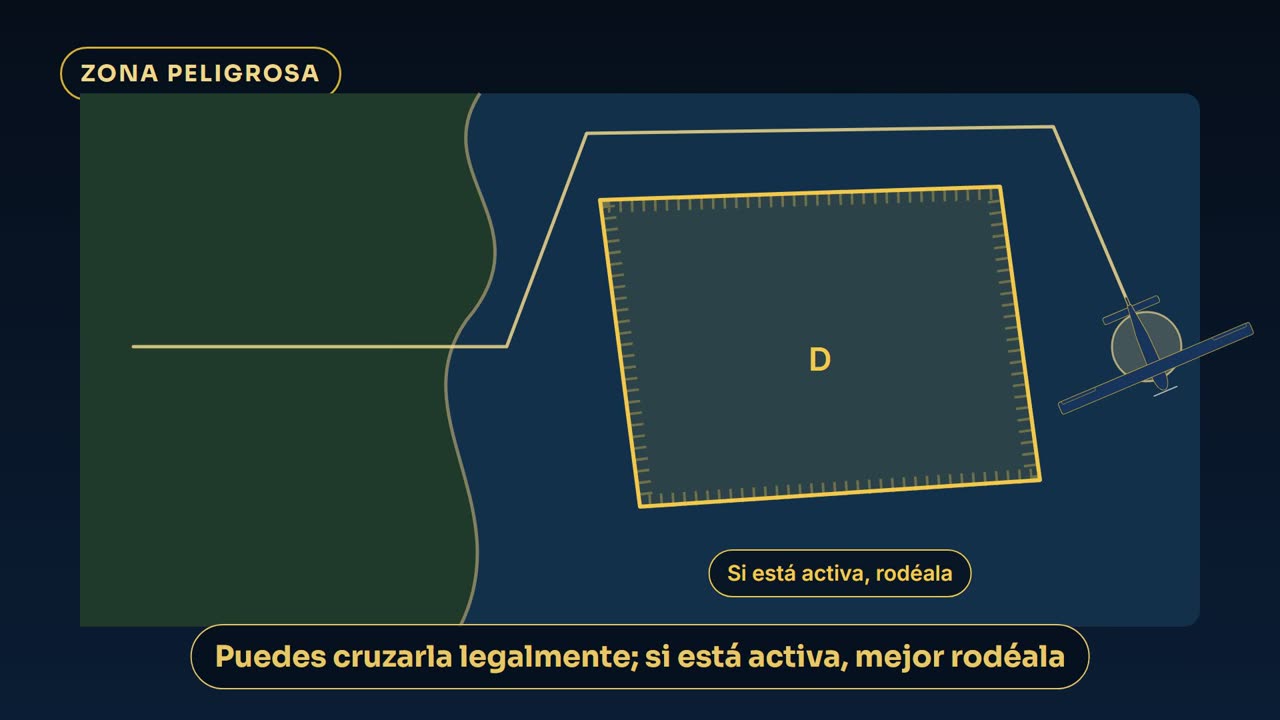 ZONA PELIGROSA
D
Si está activa, rodéala
Puedes cruzarla legalmente; si está activa, mejor rodéala